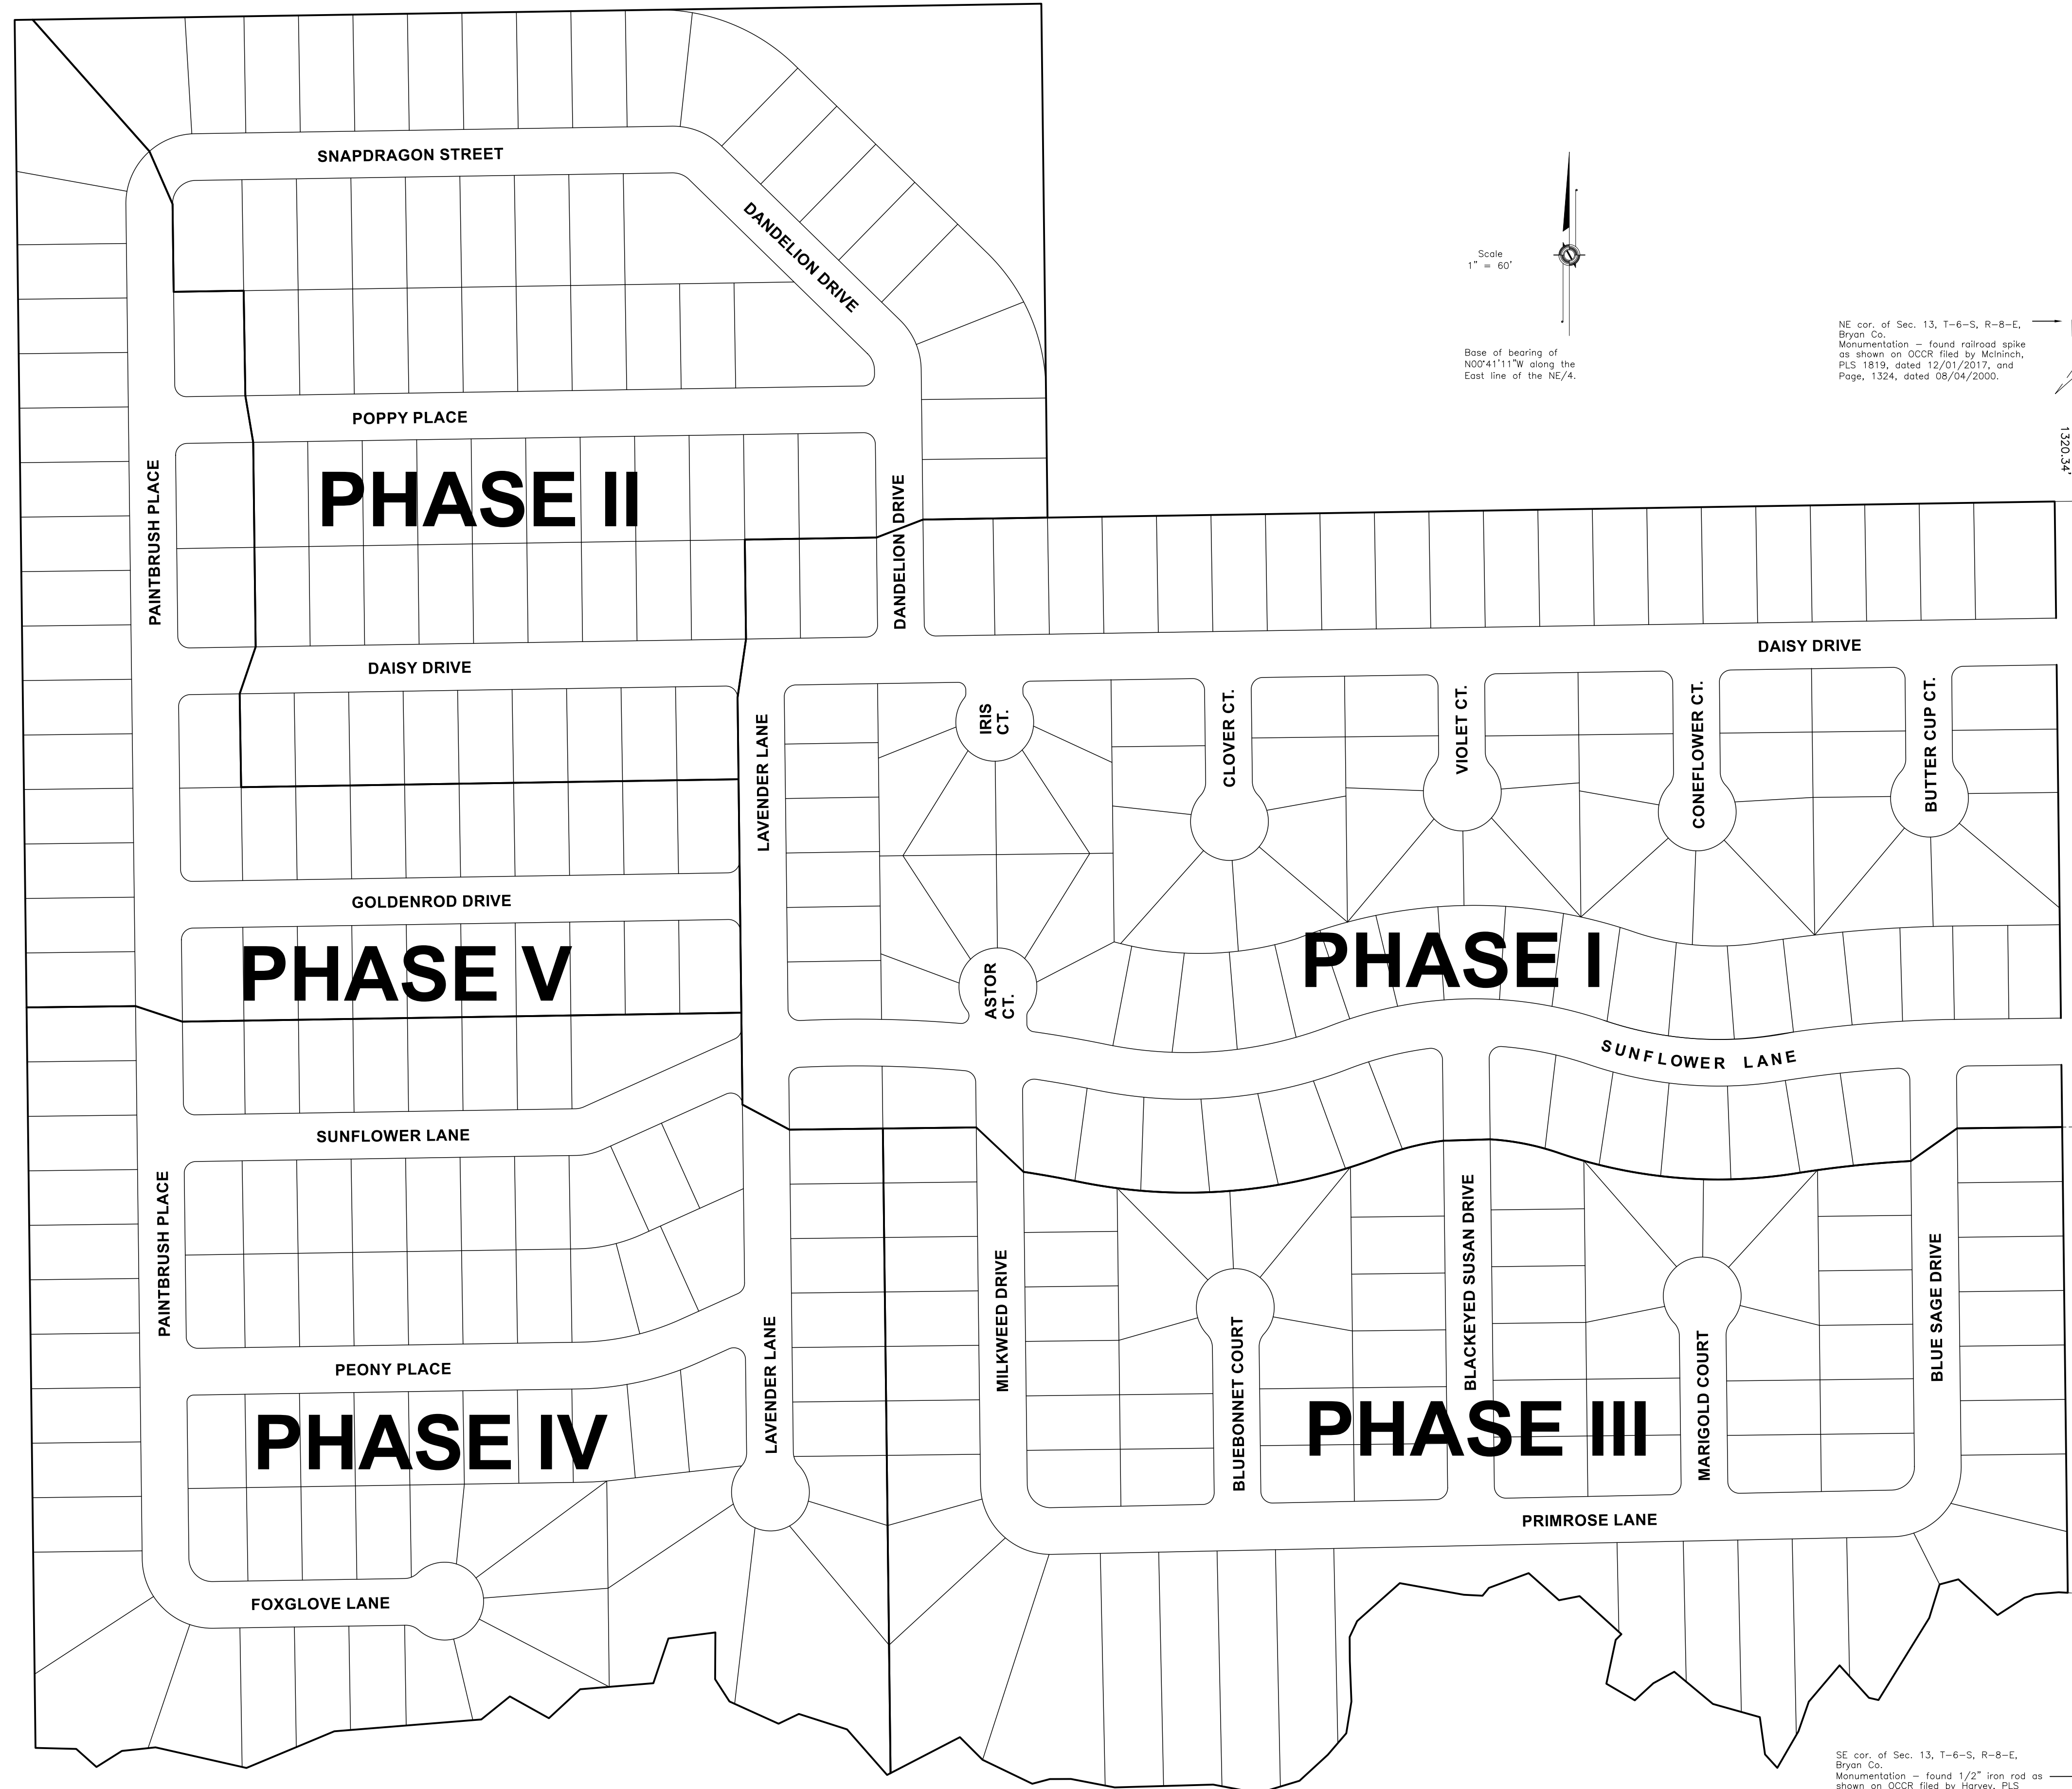 SNAPDRAGON STREET
DANDELION DRIVE
Scale
1" = 60'
Base of bearing of
N00°41'11"W along the
East line of the NE/4.
NE cor. of Sec. 13, T-6-S, R-8-E,
Bryan Co.
Monumentation – found railroad spike
as shown on OCCR filed by McIninch,
PLS 1819, dated 12/01/2017, and
Page, 1324, dated 08/04/2000.
1320.34'
POPPY PLACE
PAINTBRUSH PLACE
PHASE II
DANDELION DRIVE
DAISY DRIVE
DAISY DRIVE
LAVENDER LANE
IRIS
CT.
CLOVER CT.
VIOLET CT.
CONEFLOWER CT.
BUTTER CUP CT.
GOLDENROD DRIVE
PHASE V
ASTOR
CT.
PHASE I
SUNFLOWER LANE
SUNFLOWER LANE
PAINTBRUSH PLACE
MILKWEED DRIVE
BLACKEYED SUSAN DRIVE
BLUE SAGE DRIVE
PEONY PLACE
LAVENDER LANE
BLUEBONNET COURT
MARIGOLD COURT
PHASE IV
PHASE III
PRIMROSE LANE
FOXGLOVE LANE
SE cor. of Sec. 13, T-6-S, R-8-E,
Bryan Co.
Monumentation – found 1/2" iron rod as
shown on OCCR filed by Harvey, PLS